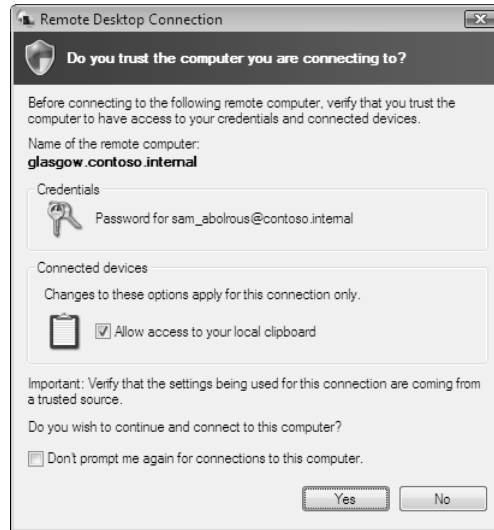 Remote Desktop Connection
Do you trust the computer you are connecting to?
Before connecting to the following remote computer, verify that you trust the
computer to have access to your credentials and connected devices.
Name of the remote computer:
glasgow.contoso.internal
Credentials
Password for sam_abolrous@contoso.internal
Connected devices
Changes to these options apply for this connection only.
Allow access to your local clipboard
Important: Verify that the settings being used for this connection are coming from
a trusted source.
Do you wish to continue and connect to this computer?
Don't prompt me again for connections to this computer.
Yes No